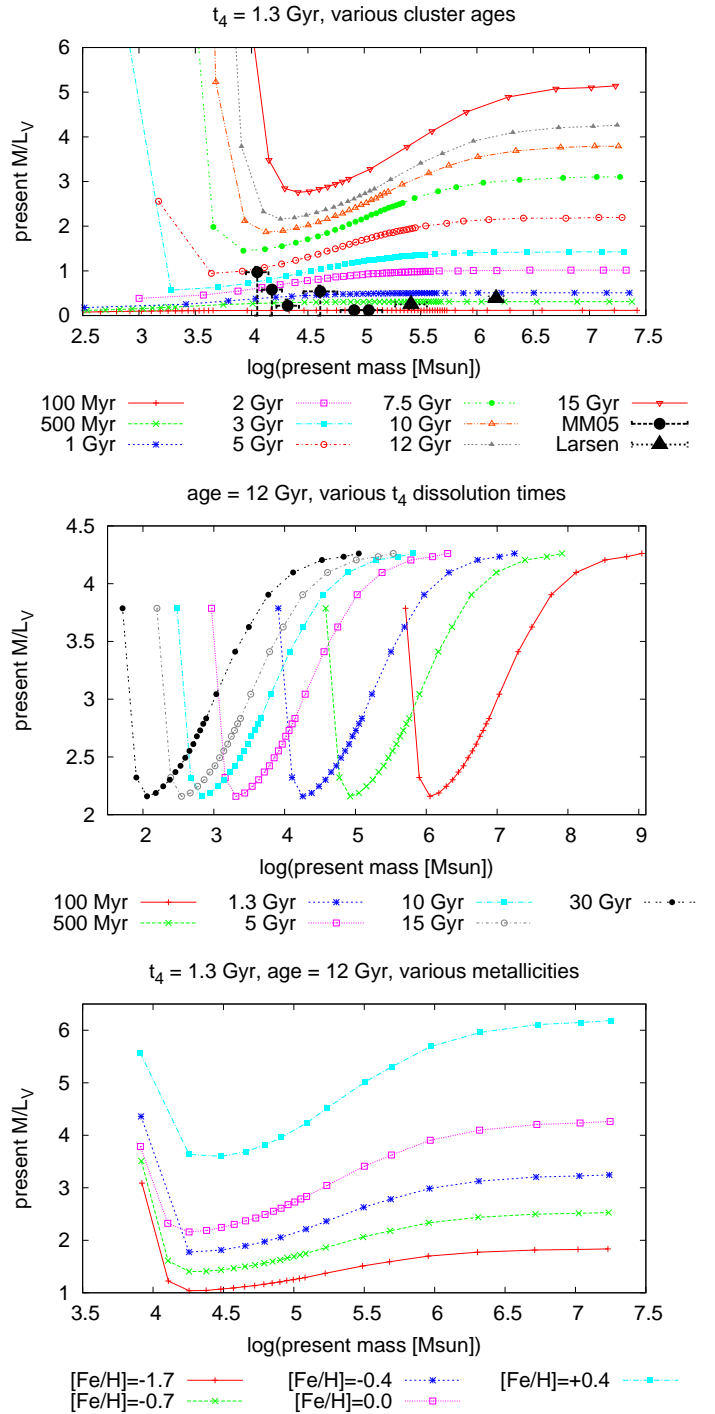 t4 = 1.3 Gyr, various cluster ages
present M/LV
6
5
4
3
2
1
0
2.5 3 3.5 4 4.5 5 5.5 6 6.5 7 7.5
log(present mass [Msun])
100 Myr 2 Gyr 7.5 Gyr 15 Gyr
500 Myr 3 Gyr 10 Gyr MM05
1 Gyr 5 Gyr 12 Gyr Larsen
age = 12 Gyr, various t4 dissolution times
present M/LV
4.5
4
3.5
3
2.5
2
2 3 4 5 6 7 8 9
log(present mass [Msun])
100 Myr 1.3 Gyr 10 Gyr 30 Gyr
500 Myr 5 Gyr 15 Gyr
t4 = 1.3 Gyr, age = 12 Gyr, various metallicities
present M/LV
6
5
4
3
2
1
3.5 4 4.5 5 5.5 6 6.5 7 7.5
log(present mass [Msun])
[Fe/H]=-1.7 [Fe/H]=-0.4 [Fe/H]=+0.4
[Fe/H]=-0.7 [Fe/H]=0.0